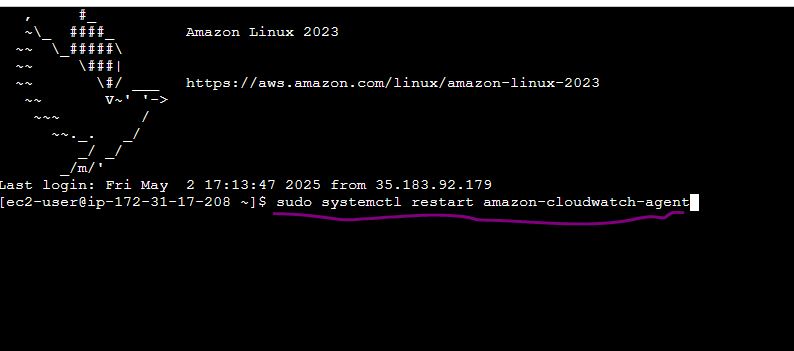 ,     #_
   ~\_  ####_        Amazon Linux 2023
  ~~  \_#####\
  ~~     \###|
  ~~       \#/ ___   https://aws.amazon.com/linux/amazon-linux-2023
   ~~       V~' '->
    ~~~         /
      ~~._.   _/
         _/ _/
       _/m/'
Last login: Fri May  2 17:13:47 2025 from 35.183.92.179
[ec2-user@ip-172-31-17-208 ~]$ sudo systemctl restart amazon-cloudwatch-agent